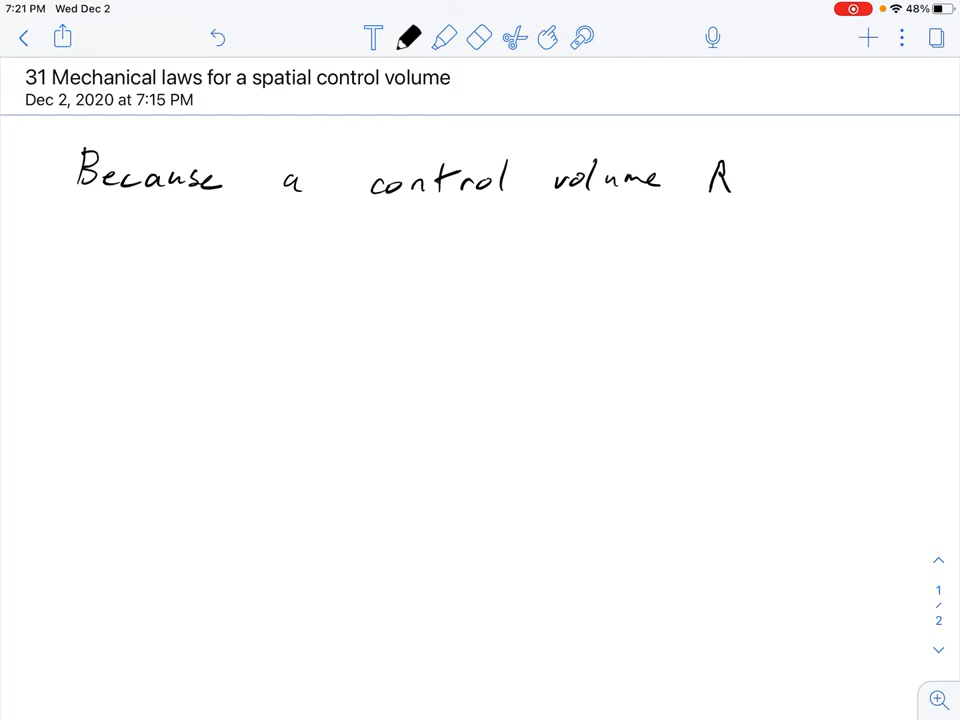 7:21 PM Wed Dec 2
48%
T
31 Mechanical laws for a spatial control volume
Dec 2, 2020 at 7:15 PM
Because a control volume R
1
/
2